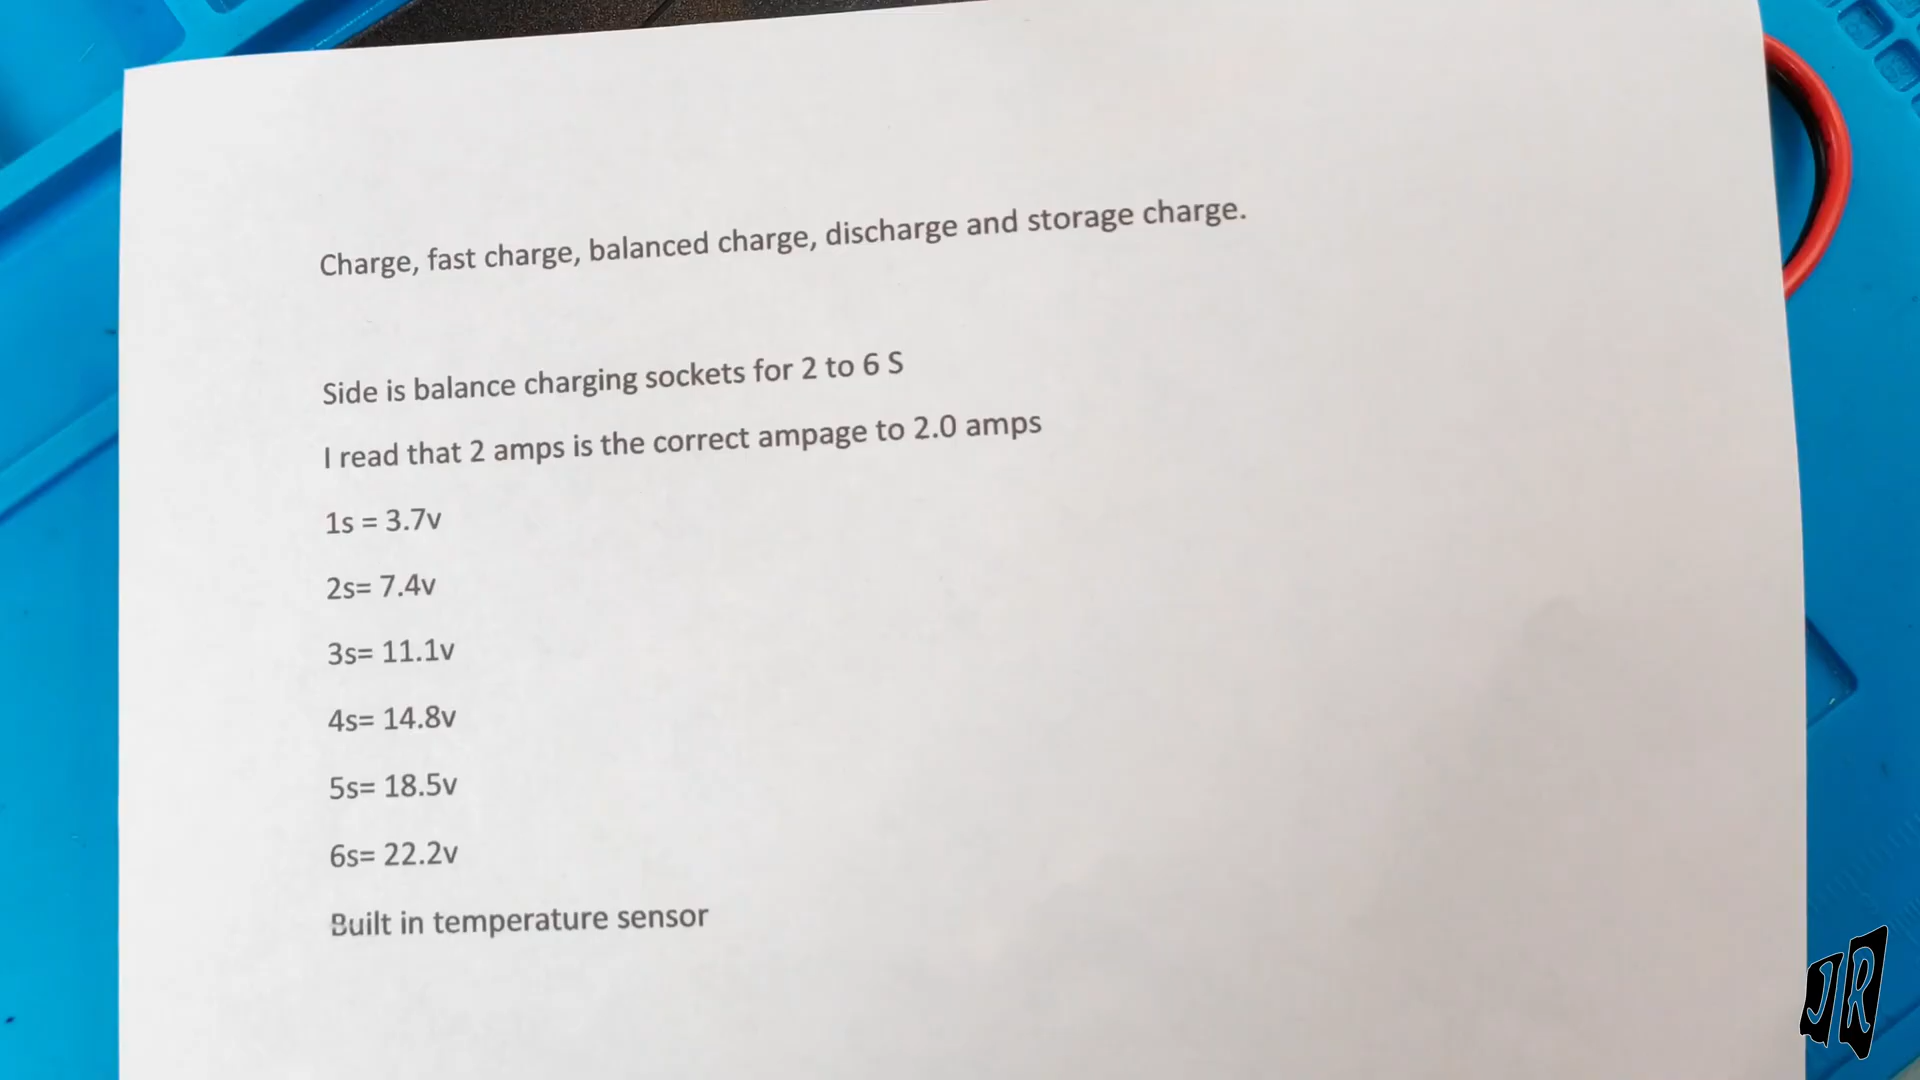 Charge, fast charge, balanced charge, discharge and storage charge.
Side is balance charging sockets for 2 to 6 S
I read that 2 amps is the correct ampage to 2.0 amps
1s = 3.7v
2s= 7.4v
3s= 11.1v
4s= 14.8v
5s= 18.5v
6s= 22.2v
Built in temperature sensor
JR